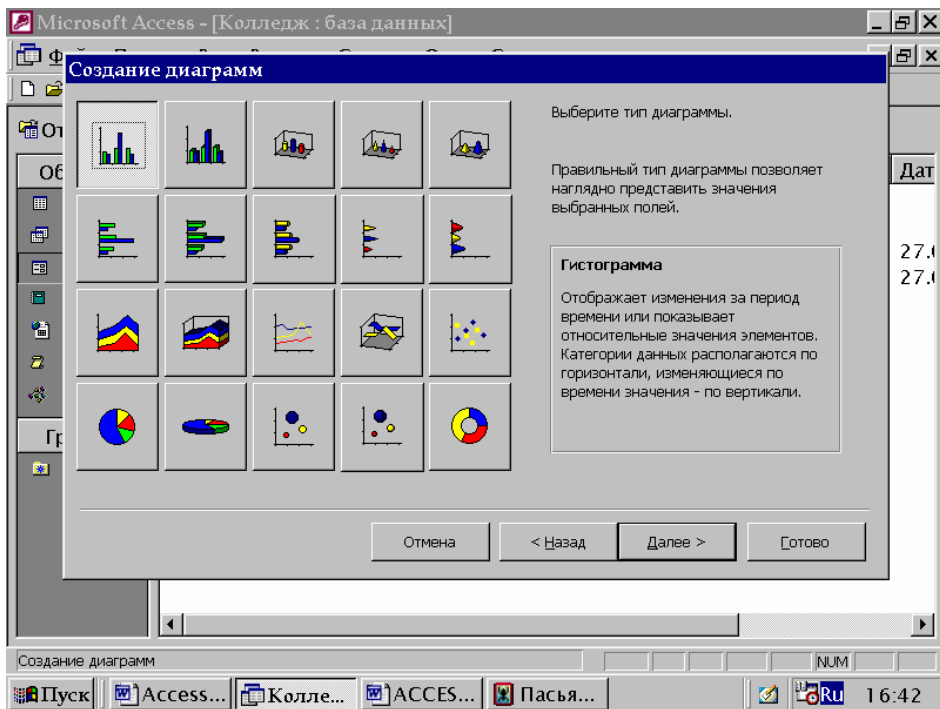 Microsoft Access - [Колледж : база данных]
Создание диаграмм
Выберите тип диаграммы.
Правильный тип диаграммы позволяет
наглядно представить значения
выбранных полей.
Гистограмма
Отображает изменения за период
времени или показывает
относительные значения элементов.
Категории данных располагаются по
горизонтали, изменяющиеся по
времени значения - по вертикали.
От
Об
Гр
Дат
27.
27.
Отмена
< Назад
Далее >
Готово
Создание диаграмм
NUM
Пуск
Access...
Колле...
ACCES...
Пасья...
Ru
16:42